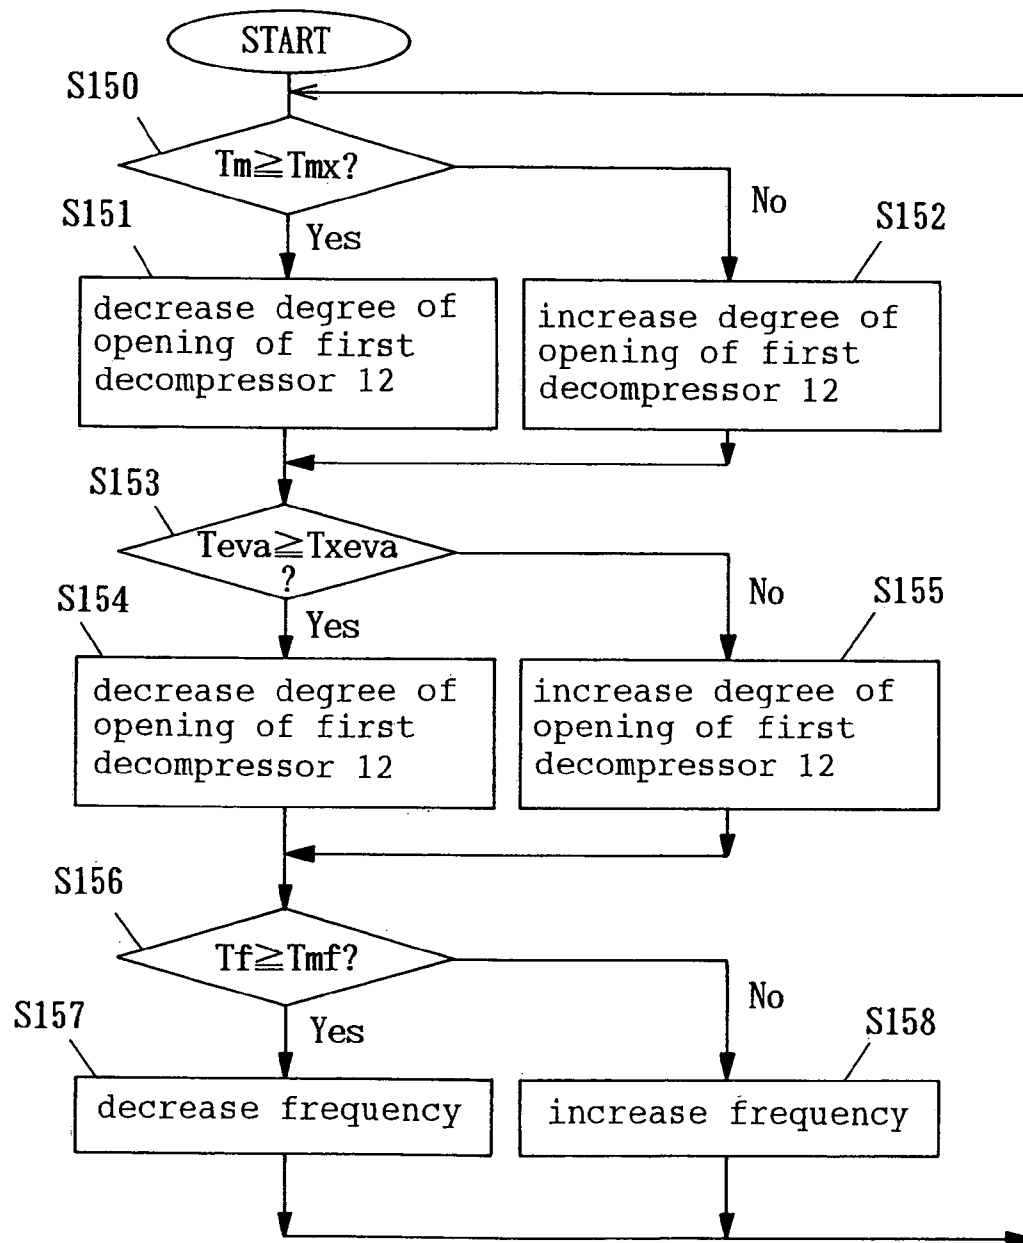 START
S150
Tm≧Tmx?
S151
Yes
No
S152
decrease degree of
opening of first
decompressor 12
increase degree of
opening of first
decompressor 12
S153
Teva≧Txeva
?
S154
Yes
No
S155
decrease degree of
opening of first
decompressor 12
increase degree of
opening of first
decompressor 12
S156
Tf≧Tmf?
S157
Yes
No
S158
decrease frequency
increase frequency